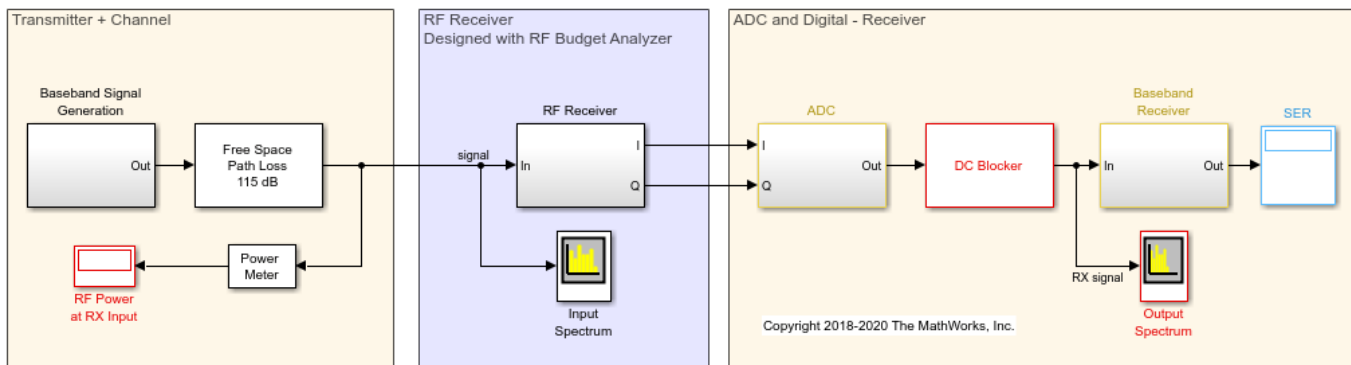 Transmitter + Channel
Baseband Signal
Generation
Out
Free Space
Path Loss
115 dB
Power
Meter
RF Power
at RX Input
RF Receiver
Designed with RF Budget Analyzer
signal
RF Receiver
In
I
Q
Input
Spectrum
ADC and Digital - Receiver
ADC
I
Q
Out
DC Blocker
Baseband
Receiver
In
Out
SER
RX signal
Output
Spectrum
Copyright 2018-2020 The MathWorks, Inc.